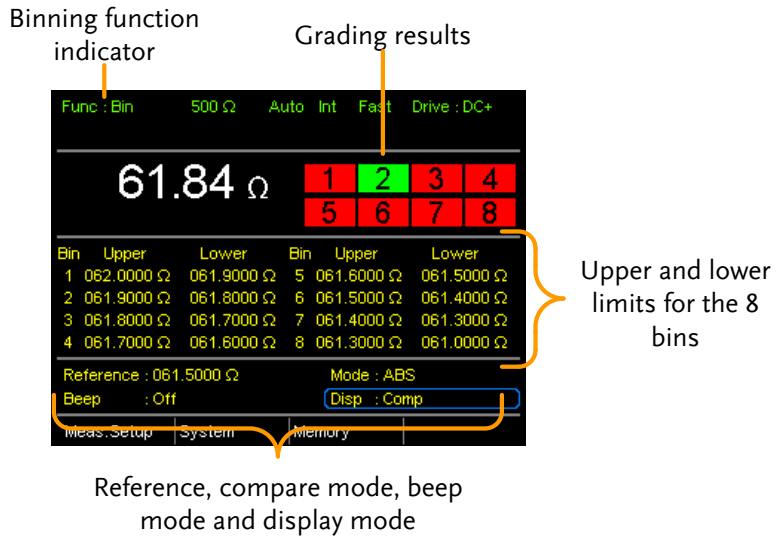 Binning function
indicator
Grading results
Func : Bin 500 Ω Auto Int Fast Drive : DC+
61.84 Ω
1 2 3 4
5 6 7 8
Bin Upper Lower Bin Upper Lower
1 062.0000 Ω 061.9000 Ω 5 061.6000 Ω 061.5000 Ω
2 061.9000 Ω 061.8000 Ω 6 061.5000 Ω 061.4000 Ω
3 061.8000 Ω 061.7000 Ω 7 061.4000 Ω 061.3000 Ω
4 061.7000 Ω 061.6000 Ω 8 061.3000 Ω 061.0000 Ω
Upper and lower
limits for the 8
bins
Reference : 061.5000 Ω Mode : ABS
Beep : Off Disp : Comp
Meas.Setup System Memory
Reference, compare mode, beep
mode and display mode